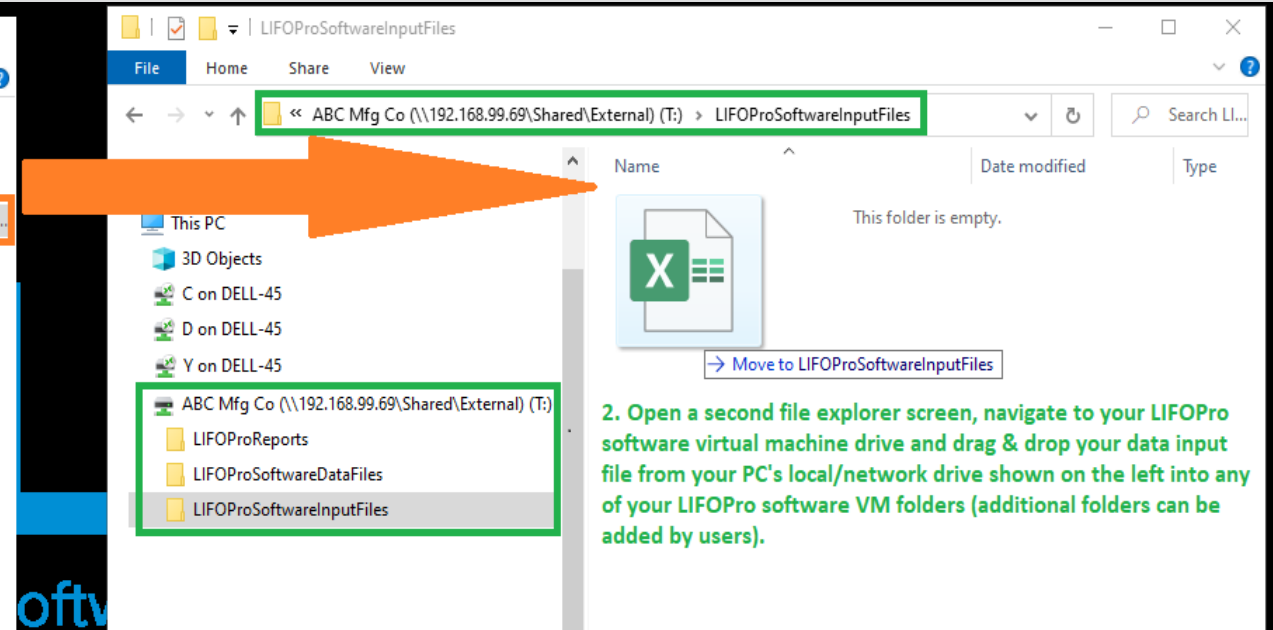 LIFOProSoftwareInputFiles
File Home Share View
« ABC Mfg Co (\\192.168.99.69\Shared\External) (T:) > LIFOProSoftwareInputFiles
Search LI...
Name Date modified Type
This folder is empty.
This PC
3D Objects
C on DELL-45
D on DELL-45
Y on DELL-45
ABC Mfg Co (\\192.168.99.69\Shared\External) (T:)
LIFOProReports
LIFOProSoftwareDataFiles
LIFOProSoftwareInputFiles
X
→ Move to LIFOProSoftwareInputFiles
2. Open a second file explorer screen, navigate to your LIFOPro
software virtual machine drive and drag & drop your data input
file from your PC's local/network drive shown on the left into any
of your LIFOPro software VM folders (additional folders can be
added by users).
oftw